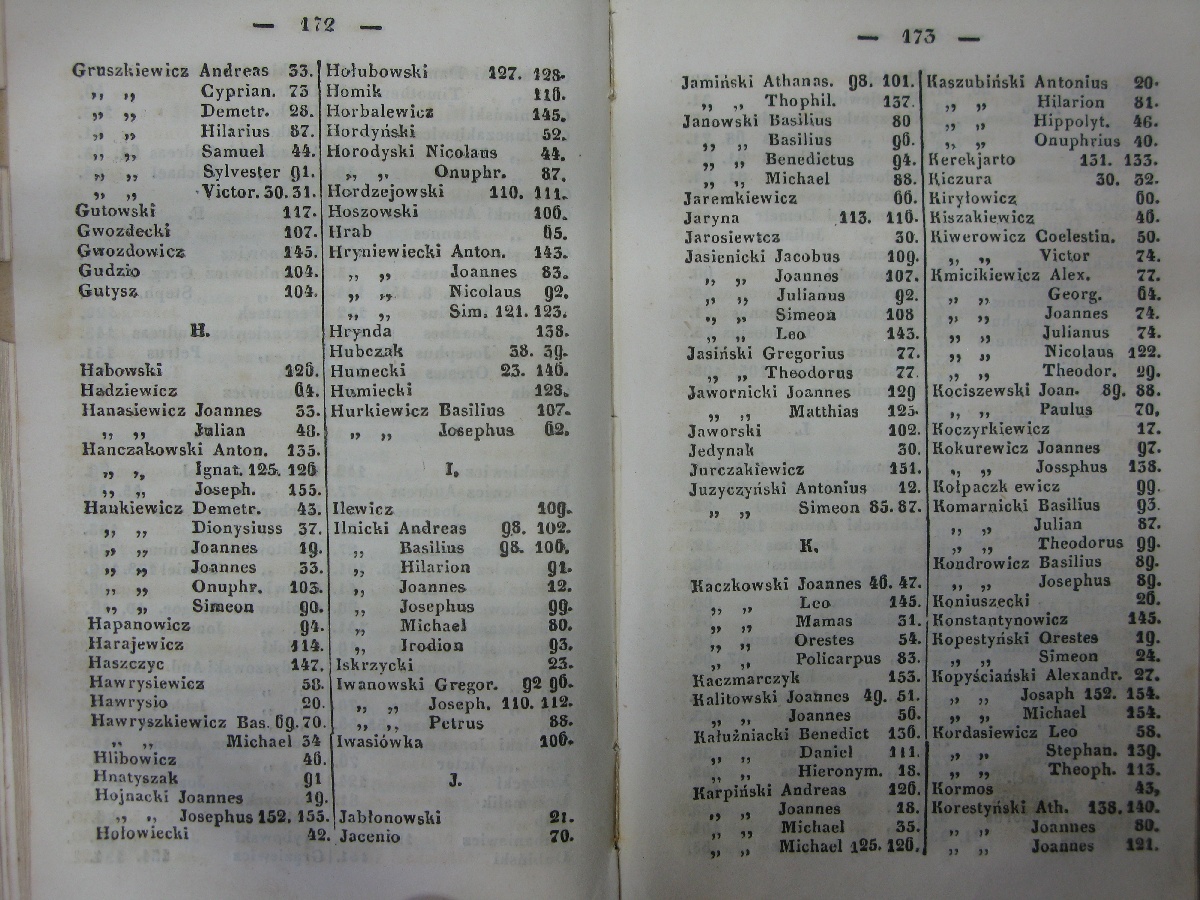 — 172 —
Gruszkiewicz Andreas 33.
„ „ Cyprian. 73
„ „ Demetr. 28.
„ „ Hilarius 87.
„ „ Samuel 44.
„ „ Sylvester 91.
„ „ Victor. 30. 31.
Gutowski 117.
Gwozdecki 107.
Gwozdowicz 145.
Gudzio 104.
Gutysz 104.
H.
Habowski 126.
Hadziewicz 64.
Hanasiewicz Joannes 33.
„ „ Julian 48.
Hanczakowski Anton. 135.
„ „ Ignat. 125. 126
„ „ Joseph. 155.
Hankiewicz Demetr. 43.
„ „ Dionysiuss 37.
„ „ Joannes 19.
„ „ Joannes 33.
„ „ Onuphr. 103.
„ „ Simeon 90.
Hapanowicz 94.
Harajewicz 114.
Haszczyc 147.
Hawrysiewicz 58.
Hawrysio 20.
Hawryszkiewicz Bas. 69. 70.
„ „ Michael 34
Hlibowicz 46.
Hnatyszak 91
Hojnacki Joannes 19.
„ „ Josephus 152. 155.
Hołowiecki 42.
Hołubowski 127. 128.
Homik 116.
Horbalewicz 145.
Hordyński 52.
Horodyski Nicolaus 44.
„ „ Onuphr. 87.
Hordzejowski 110. 111.
Hoszowski 106.
Hrab 65.
Hryniewiecki Anton. 143.
„ „ Joannes 83.
„ „ Nicolaus 92.
„ „ Sim. 121. 123.
Hrynda 138.
Hubczak 38. 39.
Humecki 23. 146.
Humiecki 128.
Hurkiewicz Basilius 107.
„ „ Josephus 62.
I.
Ilewicz 109.
Ilnicki Andreas 98. 102.
„ Basilius 98. 106.
„ Hilarion 91.
„ Joannes 12.
„ Josephus 99.
„ Michael 80.
„ Irodion 93.
Iskrzycki 23.
Iwanowski Gregor. 92 96.
„ „ Joseph. 110. 112.
„ „ Petrus 88.
Iwasiówka 106.
J.
Jabłonowski 21.
Jacenio 70.
— 173 —
Jamiński Athanas. 98. 101.
„ „ Thophil. 137.
Janowski Basilius 80
„ „ Basilius 96.
„ „ Benedictus 94.
„ „ Michael 88.
Jaremkiewicz 66.
Jaryna 113. 116.
Jarosiewicz 30.
Jasienicki Jacobus 109.
„ „ Joannes 107.
„ „ Julianus 92.
„ „ Simeon 108
„ „ Leo 143.
Jasiński Gregorius 77.
„ „ Theodorus 77.
Jawornicki Joannes 129
„ „ Matthias 125.
Jaworski 102.
Jedynak 30.
Jurczakiewicz 151.
Juzyczyński Antonius 12.
„ „ Simeon 85. 87.
K.
Kaczkowski Joannes 46. 47.
„ „ Leo 145.
„ „ Mamas 31.
„ „ Orestes 54.
„ „ Policarpus 83.
Kaczmarczyk 153.
Kalitowski Joannes 49. 51.
„ „ Joannes 56.
Kałużniacki Benedict 136.
„ „ Daniel 111.
„ „ Hieronym. 18.
Karpiński Andreas 126.
„ „ Joannes 18.
„ „ Michael 35.
„ „ Michael 125. 126.
Kaszubiński Antonius 20.
„ „ Hilarion 81.
„ „ Hippolyt. 46.
„ „ Onuphrius 40.
Kerekjarto 131. 133.
Kiczura 30. 32.
Kiryłowicz 60.
Kiszakiewicz 46.
Kiwerowicz Coelestin. 50.
„ „ Victor 74.
Kmicikiewicz Alex. 77.
„ „ Georg. 64.
„ „ Joannes 74.
„ „ Julianus 74.
„ „ Nicolaus 122.
„ „ Theodor. 29.
Kociszewski Joan. 89. 88.
„ „ Paulus 70,
Koczyrkiewicz 17.
Kokurewicz Joannes 97.
„ „ Jossphus 138.
Kołpaczk ewicz 99.
Komarnicki Basilius 93.
„ „ Julian 87.
„ „ Theodorus 99.
Kondrowicz Basilius 89.
„ „ Josephus 89.
Koniuszecki 26.
Konstantynowicz 145.
Kopestyński Orestes 19.
„ „ Simeon 24.
Kopyściański Alexandr. 27.
„ „ Josaph 152. 154.
„ „ Michael 154.
Kordasiewicz Leo 58.
„ „ Stephan. 139.
„ „ Theoph. 113.
Kormos 43,
Korestyński Ath. 138. 140.
„ „ Joannes 80.
„ „ Joannes 121.